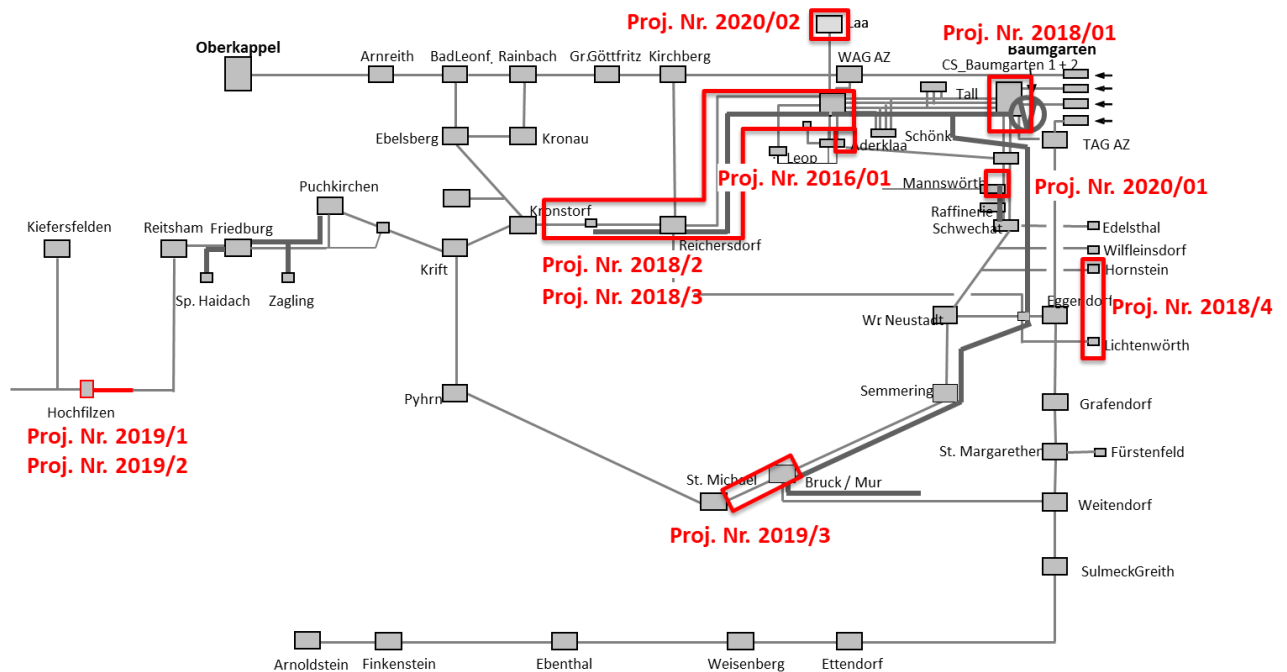 Proj. Nr. 2020/02
Laa
Proj. Nr. 2018/01
Oberkappel
Arnreith
BadLeonf.
Rainbach
Gr.Göttfritz
Kirchberg
WAG AZ
Baumgarten
CS_Baumgarten 1 + 2
Tall
Ebelsberg
Kronau
Schönk
TAG AZ
Leop
Aderklaa
Proj. Nr. 2016/01
Mannswörth
Proj. Nr. 2020/01
Puchkirchen
Kiefersfelden
Reitsham
Friedburg
Kronstorf
Raffinerie
Schwechat
Edelsthal
Reichersdorf
Wilfleinsdorf
Krift
Proj. Nr. 2018/2
Hornstein
Sp. Haidach
Zagling
Proj. Nr. 2018/3
Eggendorf
Proj. Nr. 2018/4
Wr. Neustadt
Lichtenwörth
Semmering
Pyhrn
Grafendorf
Hochfilzen
Proj. Nr. 2019/1
Proj. Nr. 2019/2
St. Margarether
Fürstenfeld
St. Michael
Bruck / Mur
Weitendorf
Proj. Nr. 2019/3
SulmeckGreith
Arnoldstein
Finkenstein
Ebenthal
Weisenberg
Ettendorf